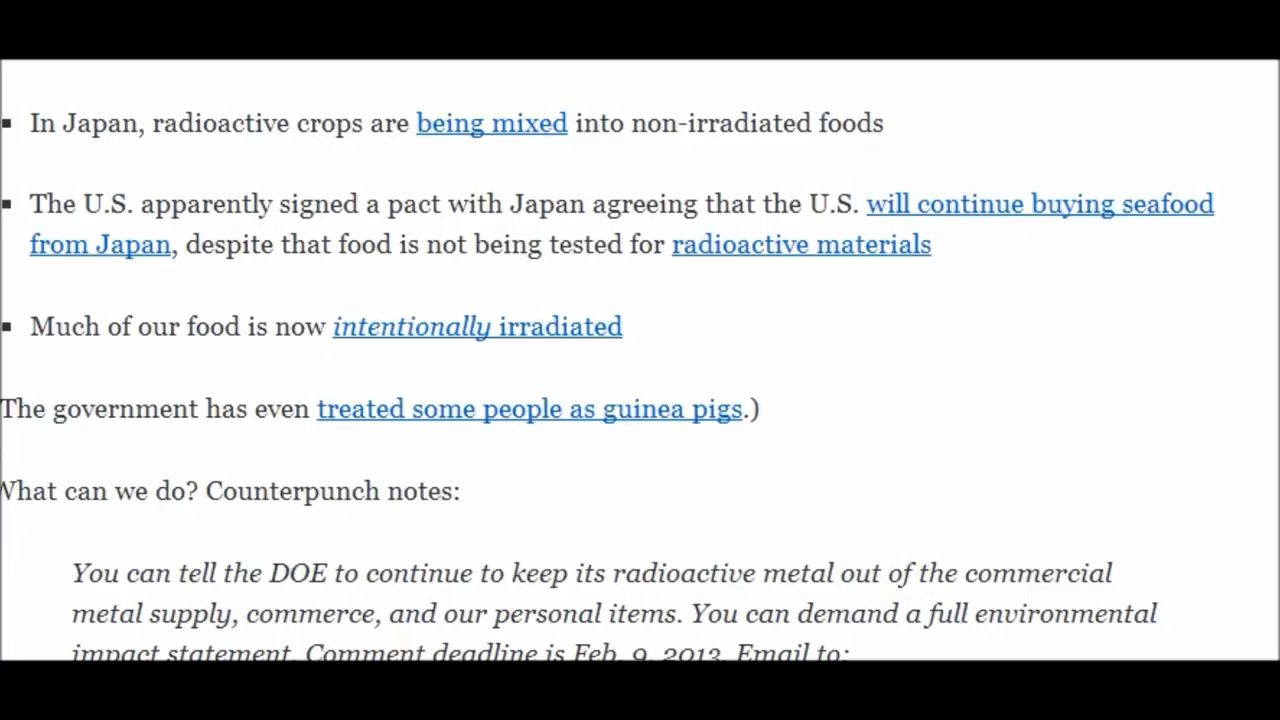 ▪ In Japan, radioactive crops are being mixed into non-irradiated foods
▪ The U.S. apparently signed a pact with Japan agreeing that the U.S. will continue buying seafood
from Japan, despite that food is not being tested for radioactive materials
▪ Much of our food is now intentionally irradiated
The government has even treated some people as guinea pigs.)
What can we do? Counterpunch notes:
You can tell the DOE to continue to keep its radioactive metal out of the commercial
metal supply, commerce, and our personal items. You can demand a full environmental
impact statement. Comment deadline is Feb. 9, 2013. Email to: